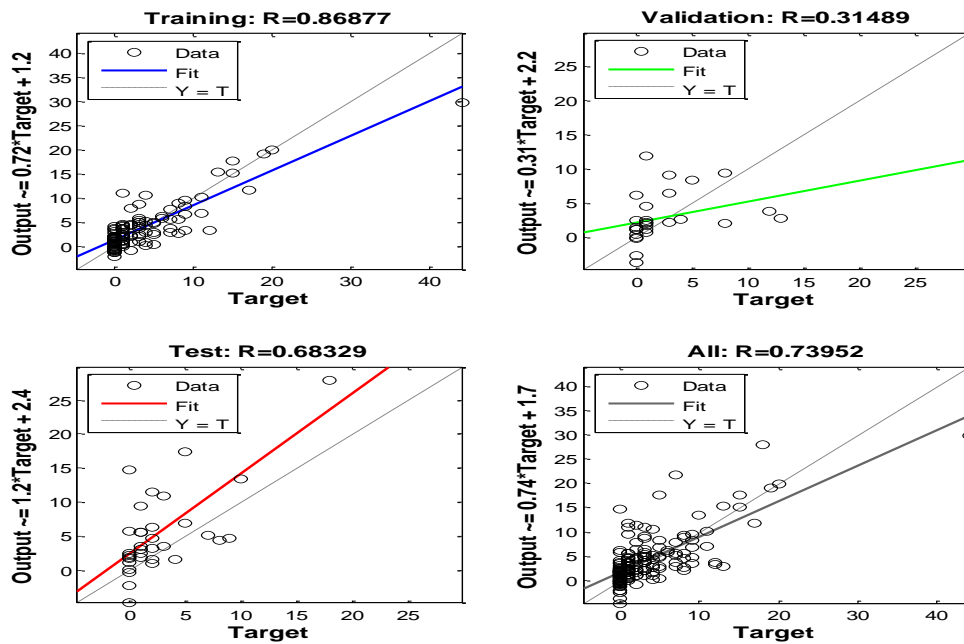 Training: R=0.86877
Output ~= 0.72*Target + 1.2
40
35
30
25
20
15
10
5
0
Data
Fit
Y = T
0
10
20
30
40
Target
Validation: R=0.31489
Output ~= 0.31*Target + 2.2
25
20
15
10
5
0
Data
Fit
Y = T
0
5
10
15
20
25
Target
Test: R=0.68329
Output ~= 1.2*Target + 2.4
25
20
15
10
5
0
Data
Fit
Y = T
0
5
10
15
20
25
Target
All: R=0.73952
Output ~= 0.74*Target + 1.7
40
35
30
25
20
15
10
5
0
Data
Fit
Y = T
0
10
20
30
40
Target